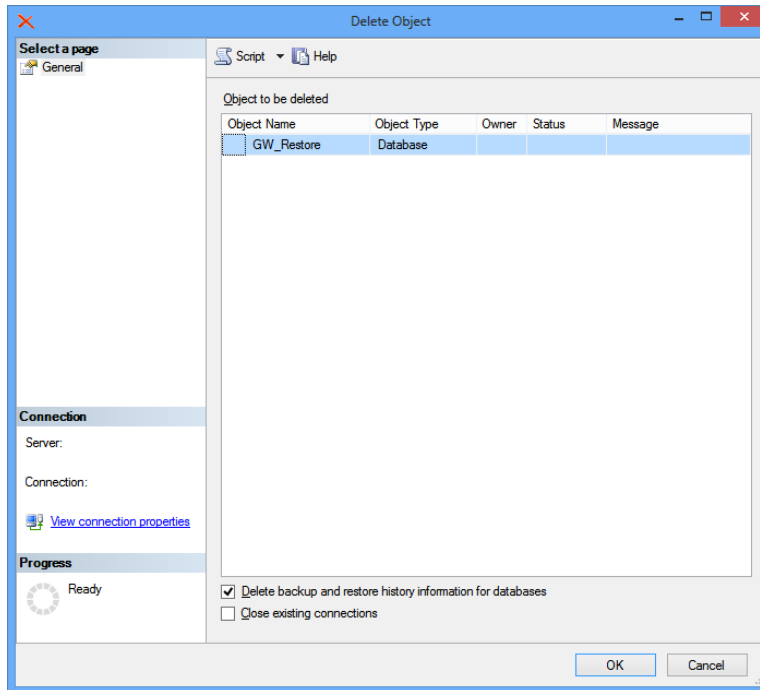 Delete Object
Select a page
General
Script Help
Object to be deleted
Object Name Object Type Owner Status Message
GW_Restore Database
Connection
Server:
Connection:
View connection properties
Progress
Ready
Delete backup and restore history information for databases
Close existing connections
OK Cancel